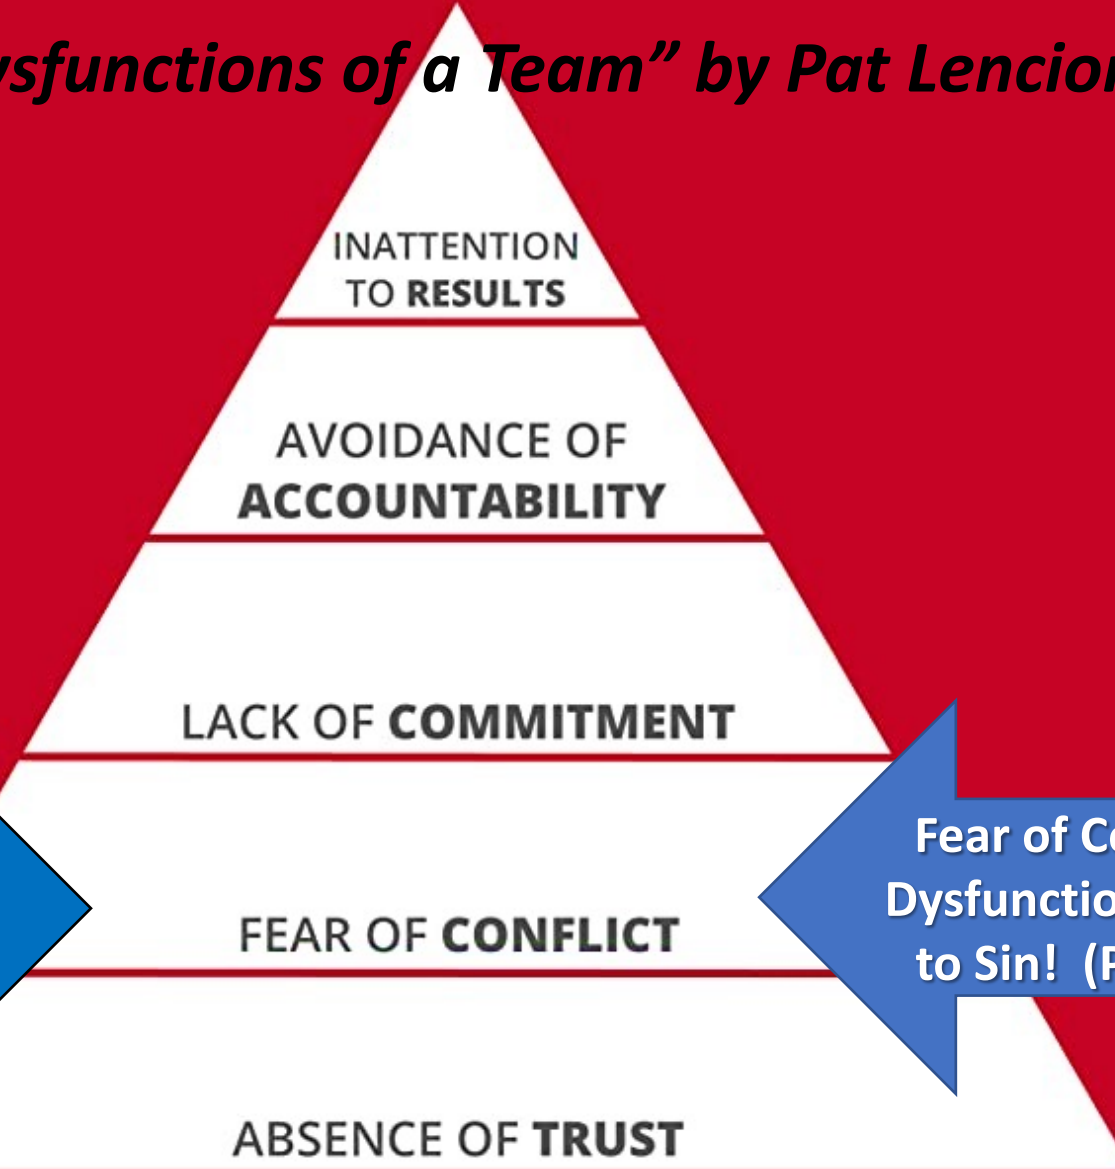 ysfunctions of a Team” by Pat Lencion
INATTENTION
TO RESULTS
AVOIDANCE OF
ACCOUNTABILITY
LACK OF COMMITMENT
FEAR OF CONFLICT
Fear of Co
Dysfunctio
to Sin! (P
ABSENCE OF TRUST